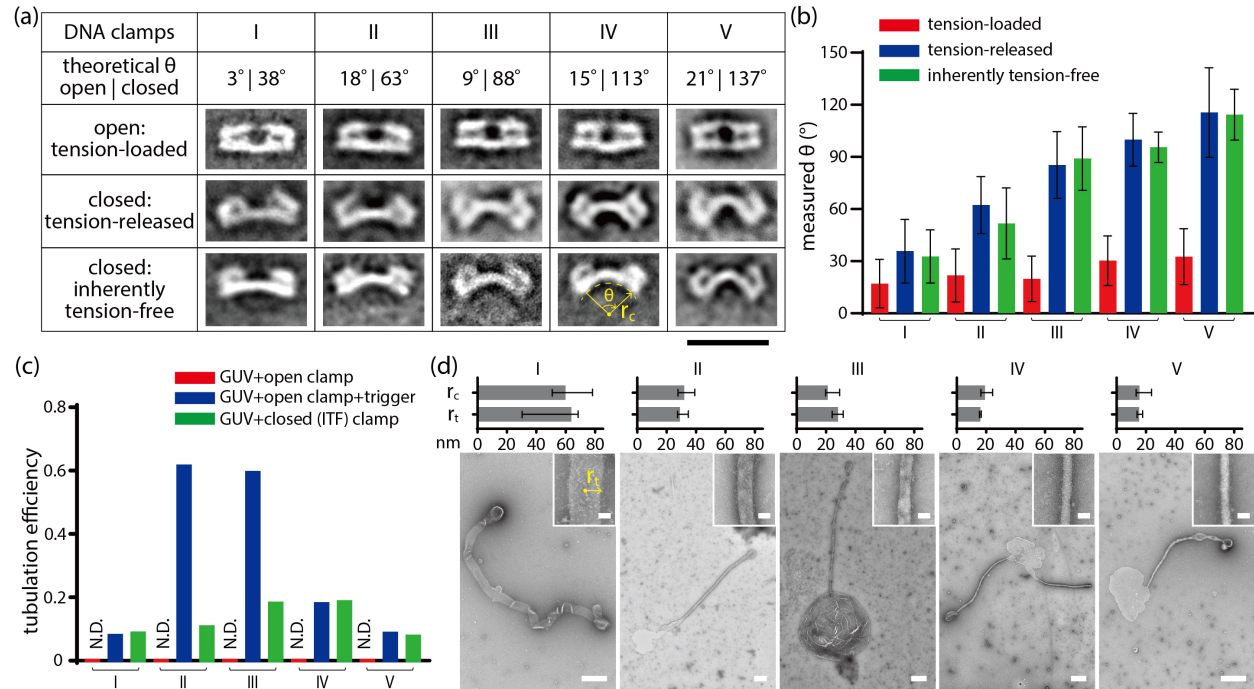 (a)
DNA clamps I II III IV V
theoretical θ
open | closed
3° | 38° 18° | 63° 9° | 88° 15° | 113° 21° | 137°
open:
tension-loaded
closed:
tension-released
closed:
inherently
tension-free
θ
r_c
(b)
tension-loaded
tension-released
inherently tension-free
measured θ (°)
150
120
90
60
30
0
I II III IV V
(c)
GUV+open clamp
GUV+open clamp+trigger
GUV+closed (ITF) clamp
tubulation efficiency
0.8
0.6
0.4
0.2
0
N.D. N.D. N.D. N.D. N.D.
I II III IV V
(d)
I II III IV V
r_c
r_t
nm 0 20 40 60 80 0 20 40 60 80 0 20 40 60 80 0 20 40 60 80 0 20 40 60 80
r_t